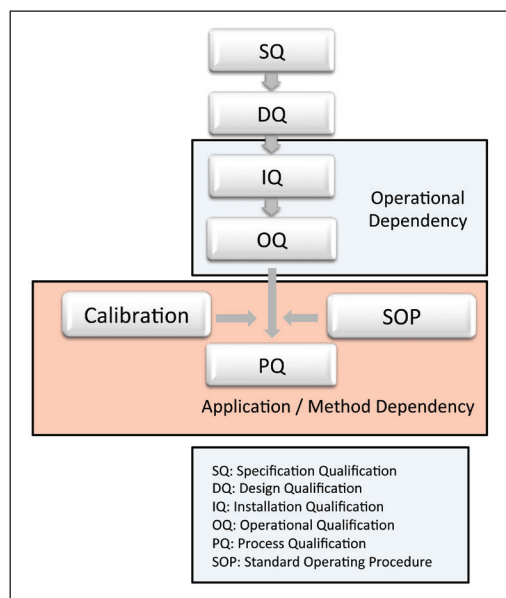 SQ
DQ
IQ
Operational
Dependency
OQ
Calibration
SOP
PQ
Application / Method Dependency
SQ: Specification Qualification
DQ: Design Qualification
IQ: Installation Qualification
OQ: Operational Qualification
PQ: Process Qualification
SOP: Standard Operating Procedure